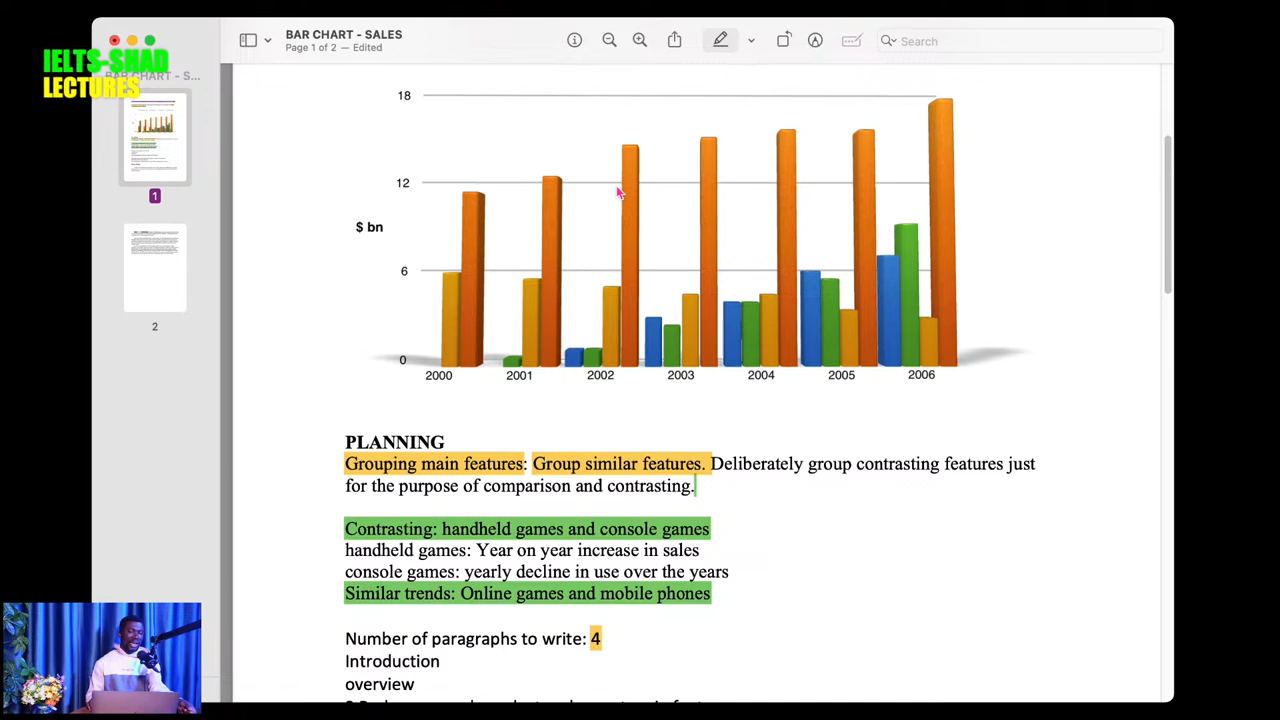 BAR CHART - SALES
Page 1 of 2 — Edited
Search
IELTS-SHAD
LECTURES
BAR CHART - S...
1
2
18
12
$ bn
6
0
2000 2001 2002 2003 2004 2005 2006
PLANNING
Grouping main features: Group similar features. Deliberately group contrasting features just
for the purpose of comparison and contrasting.
Contrasting: handheld games and console games
handheld games: Year on year increase in sales
console games: yearly decline in use over the years
Similar trends: Online games and mobile phones
Number of paragraphs to write: 4
Introduction
overview